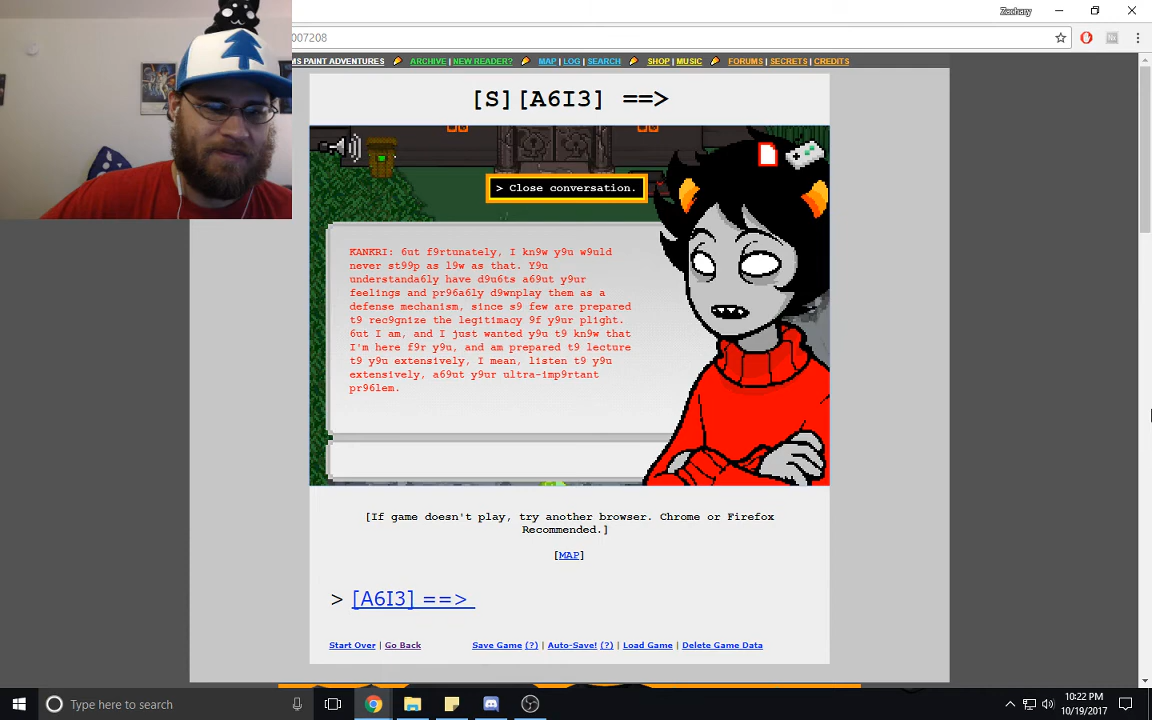 Zachary
007208
MS PAINT ADVENTURES ARCHIVE | NEW READER? MAP | LOG | SEARCH SHOP | MUSIC FORUMS | SECRETS | CREDITS
[S][A6I3] ==>
> Close conversation.
KANKRI: 6ut f9rtunately, I kn9w y9u w9uld
never st99p as l9w as that. Y9u
understanda6ly have d9u6ts a69ut y9ur
feelings and pr96a6ly d9wnplay them as a
defense mechanism, since s9 few are prepared
t9 rec9gnize the legitimacy 9f y9ur plight.
6ut I am, and I just wanted y9u t9 kn9w that
I'm here f9r y9u, and am prepared t9 lecture
t9 y9u extensively, I mean, listen t9 y9u
extensively, a69ut y9ur ultra-imp9rtant
pr96lem.
[If game doesn't play, try another browser. Chrome or Firefox
Recommended.]
[MAP]
> [A6I3] ==>
Start Over | Go Back Save Game (?) | Auto-Save! (?) | Load Game | Delete Game Data
Type here to search
10:22 PM
10/19/2017